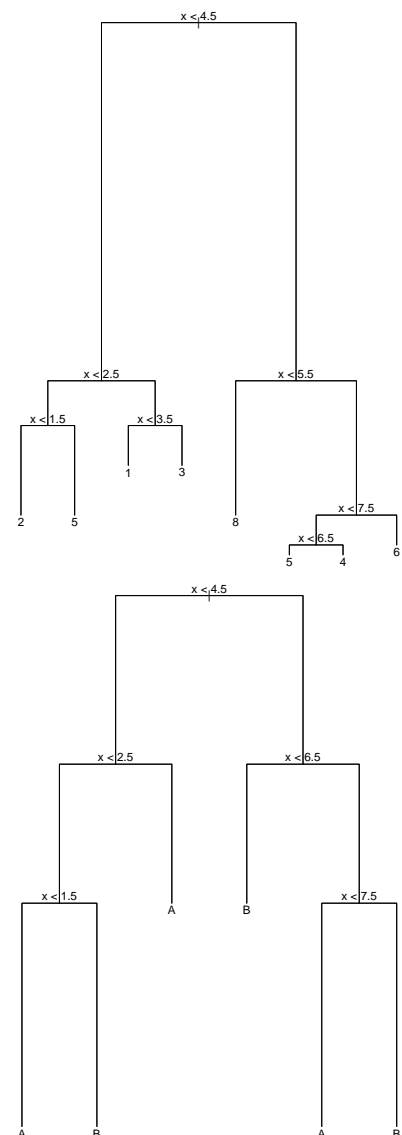 x < 4.5
x < 2.5 x < 5.5
x < 1.5 x < 3.5
1 3
2 5 8
x < 7.5
x < 6.5 6
5 4
x < 4.5
x < 2.5 x < 6.5
x < 1.5 x < 7.5
A B
A B A B